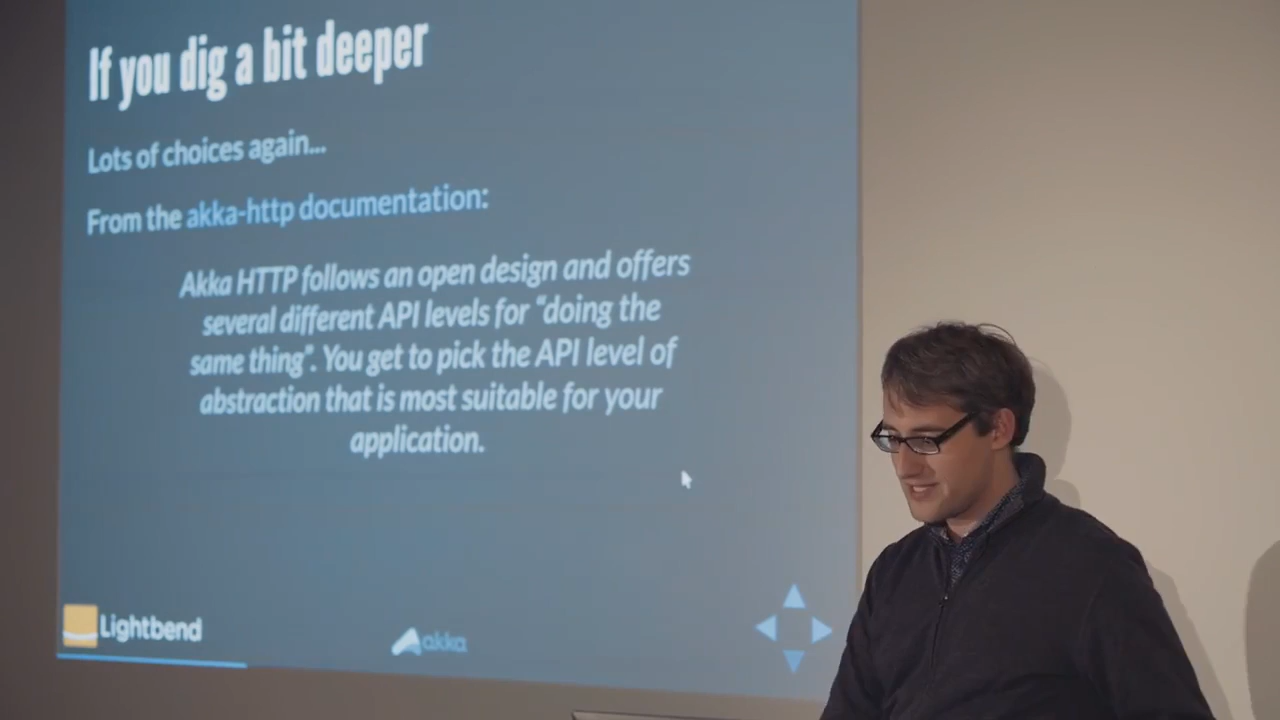 If you dig a bit deeper
Lots of choices again...
From the akka-http documentation:
Akka HTTP follows an open design and offers
several different API levels for “doing the
same thing”. You get to pick the API level of
abstraction that is most suitable for your
application.
Lightbend
akka